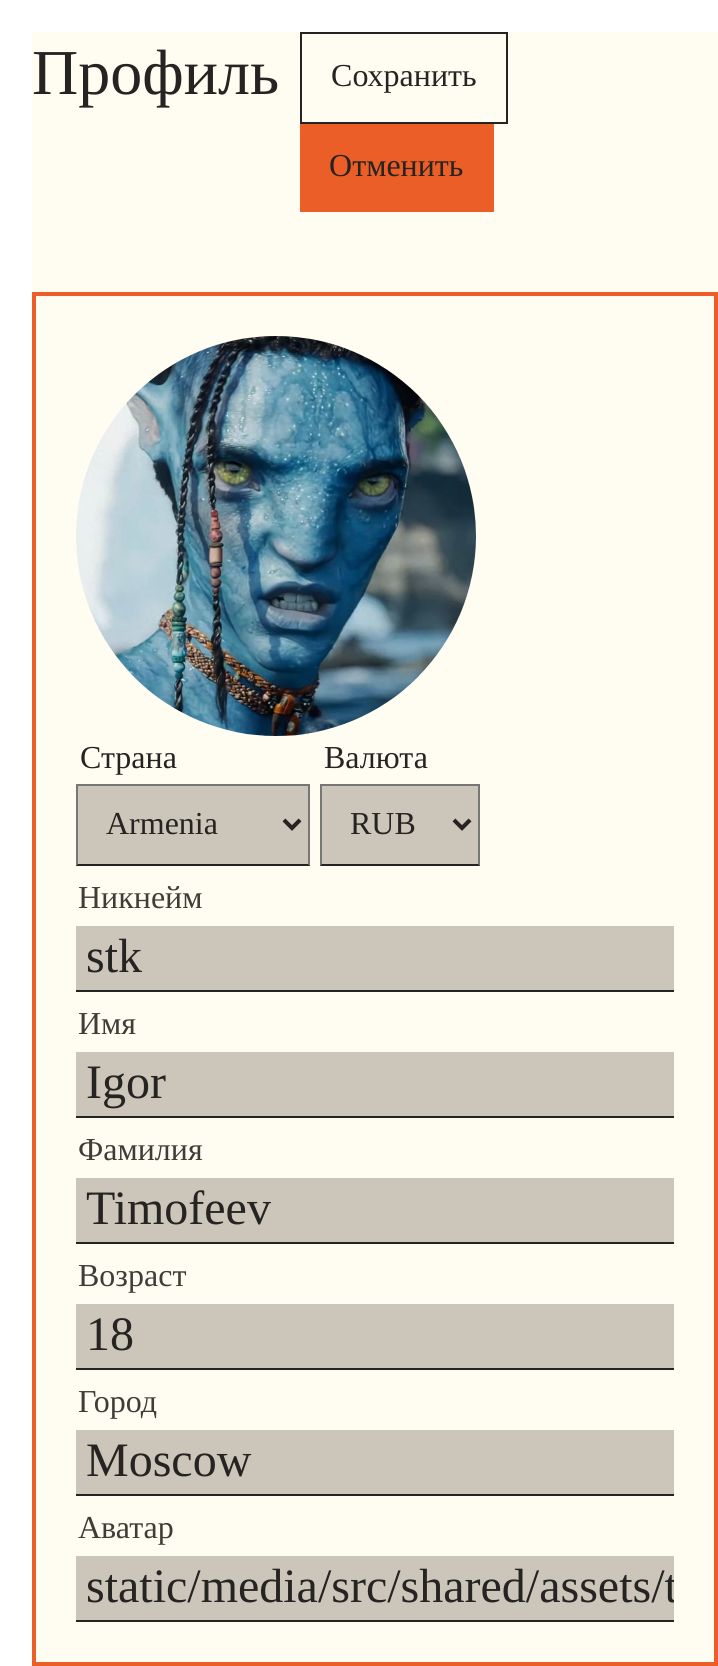 Профиль
Сохранить
Отменить
Страна Валюта
Armenia RUB
Никнейм
stk
Имя
Igor
Фамилия
Timofeev
Возраст
18
Город
Moscow
Аватар
static/media/src/shared/assets/t